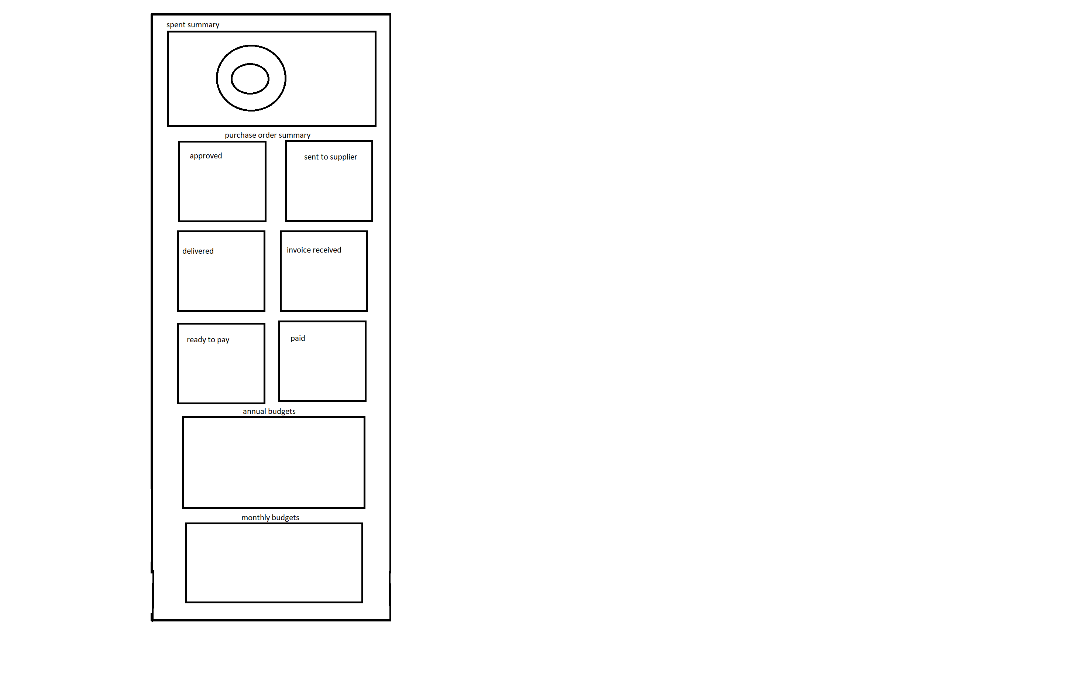 spent summary
purchase order summary
approved
sent to supplier
delivered
invoice received
ready to pay
paid
annual budgets
monthly budgets